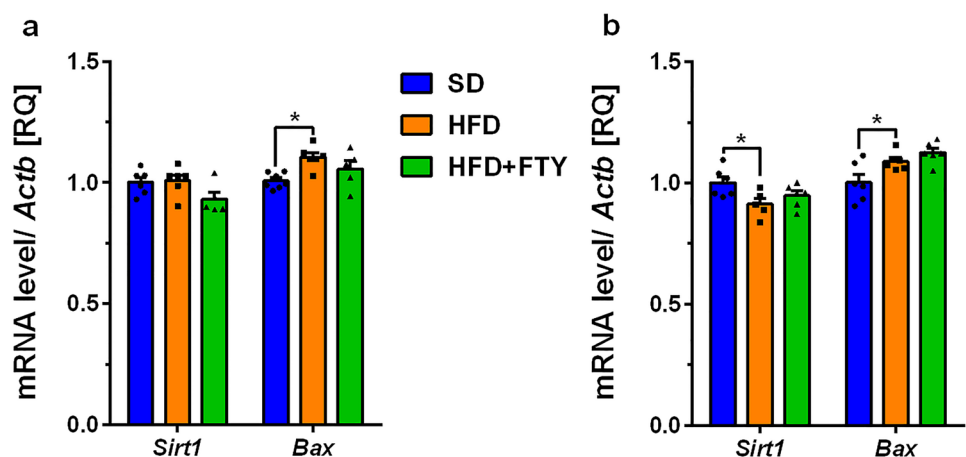 a
mRNA level/ Actb [RQ]
1.5
1.0
0.5
0.0
*
Sirt1
Bax
SD
HFD
HFD+FTY
b
mRNA level/ Actb [RQ]
1.5
1.0
0.5
0.0
*
*
Sirt1
Bax